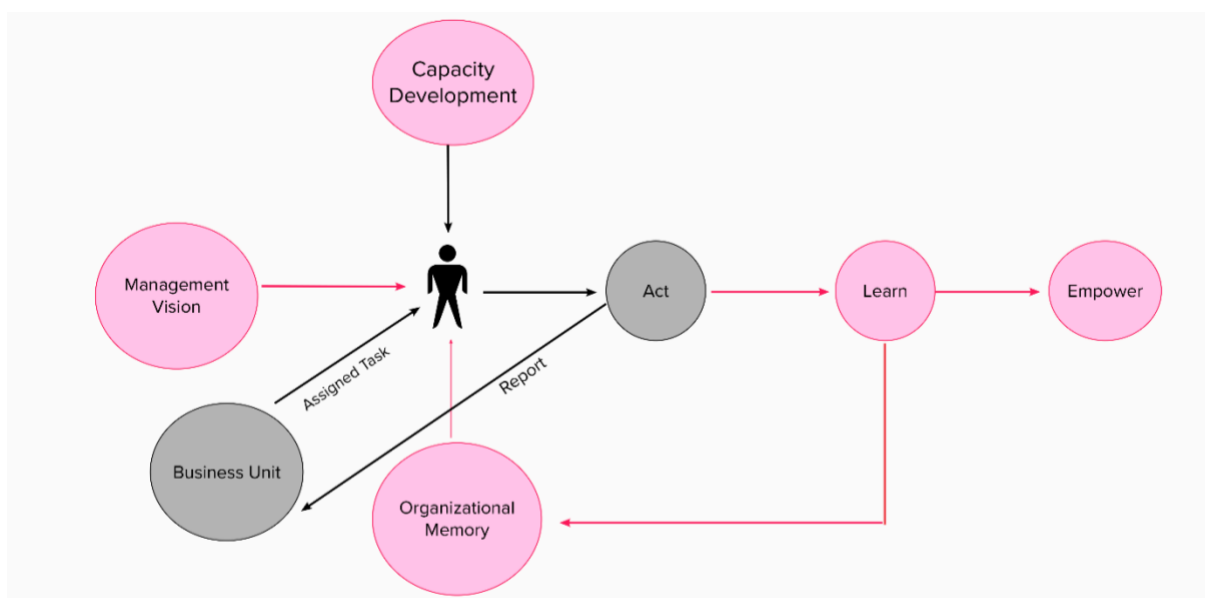 Capacity
Development
Management
Vision
Act
Learn
Empower
Assigned Task
Report
Business Unit
Organizational
Memory